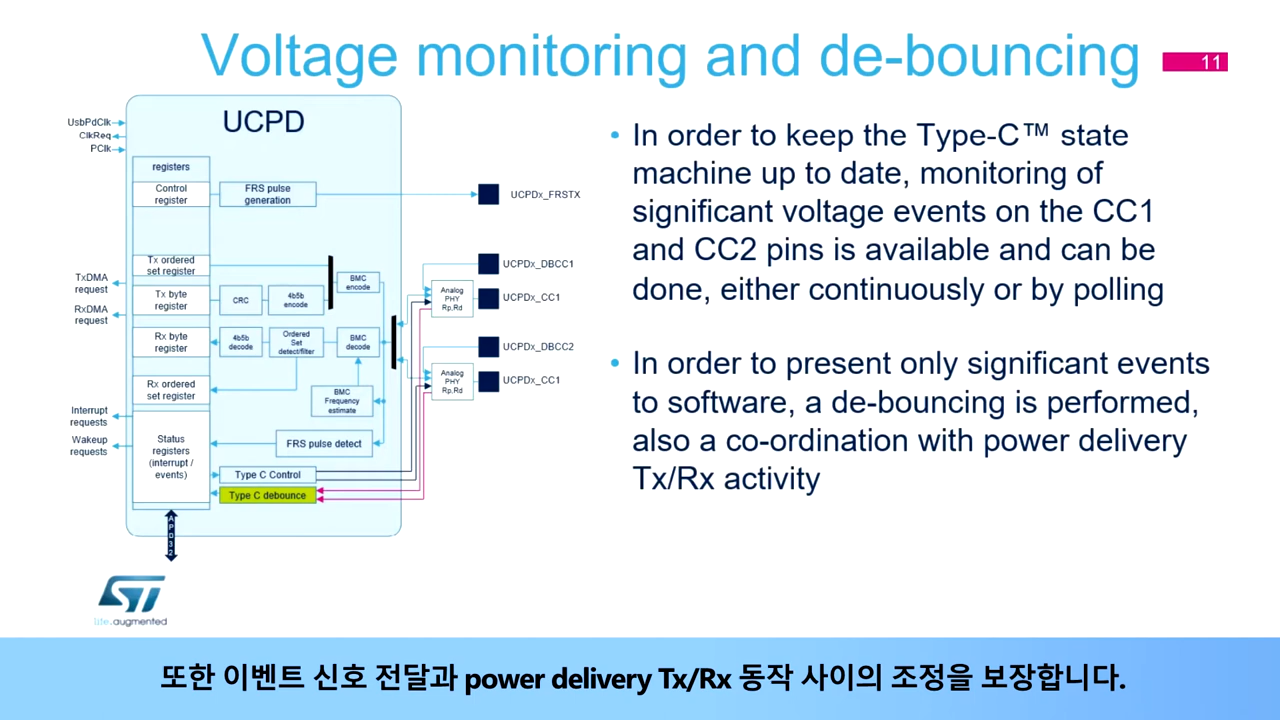 Voltage monitoring and de-bouncing
11
UCPD
UsbPdClk
ClkReq
PClk
registers
Control
register
FRS pulse
generation
UCPDx_FRSTX
Tx ordered
set register
BMC
encode
UCPDx_DBCC1
TxDMA
request
Tx byte
register
CRC
4b5b
encode
Analog
PHY
Rp,Rd
UCPDx_CC1
RxDMA
request
Rx byte
register
4b5b
decode
Ordered
Set
detect/filter
BMC
decode
UCPDx_DBCC2
Analog
PHY
Rp,Rd
UCPDx_CC1
Rx ordered
set register
BMC
Frequency
estimate
Interrupt
requests
Wakeup
requests
Status
registers
(interrupt /
events)
FRS pulse detect
Type C Control
Type C debounce
• In order to keep the Type-C™ state
machine up to date, monitoring of
significant voltage events on the CC1
and CC2 pins is available and can be
done, either continuously or by polling
• In order to present only significant events
to software, a de-bouncing is performed,
also a co-ordination with power delivery
Tx/Rx activity
ST
life.augmented
또한 이벤트 신호 전달과 power delivery Tx/Rx 동작 사이의 조정을 보장합니다.